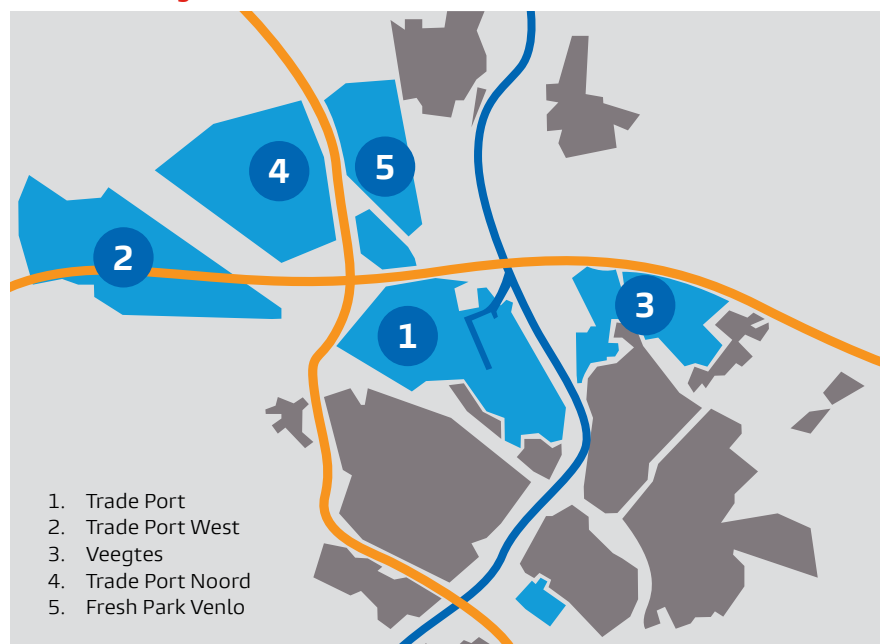 4
5
2
3
1
1. Trade Port
2. Trade Port West
3. Veegtes
4. Trade Port Noord
5. Fresh Park Venlo